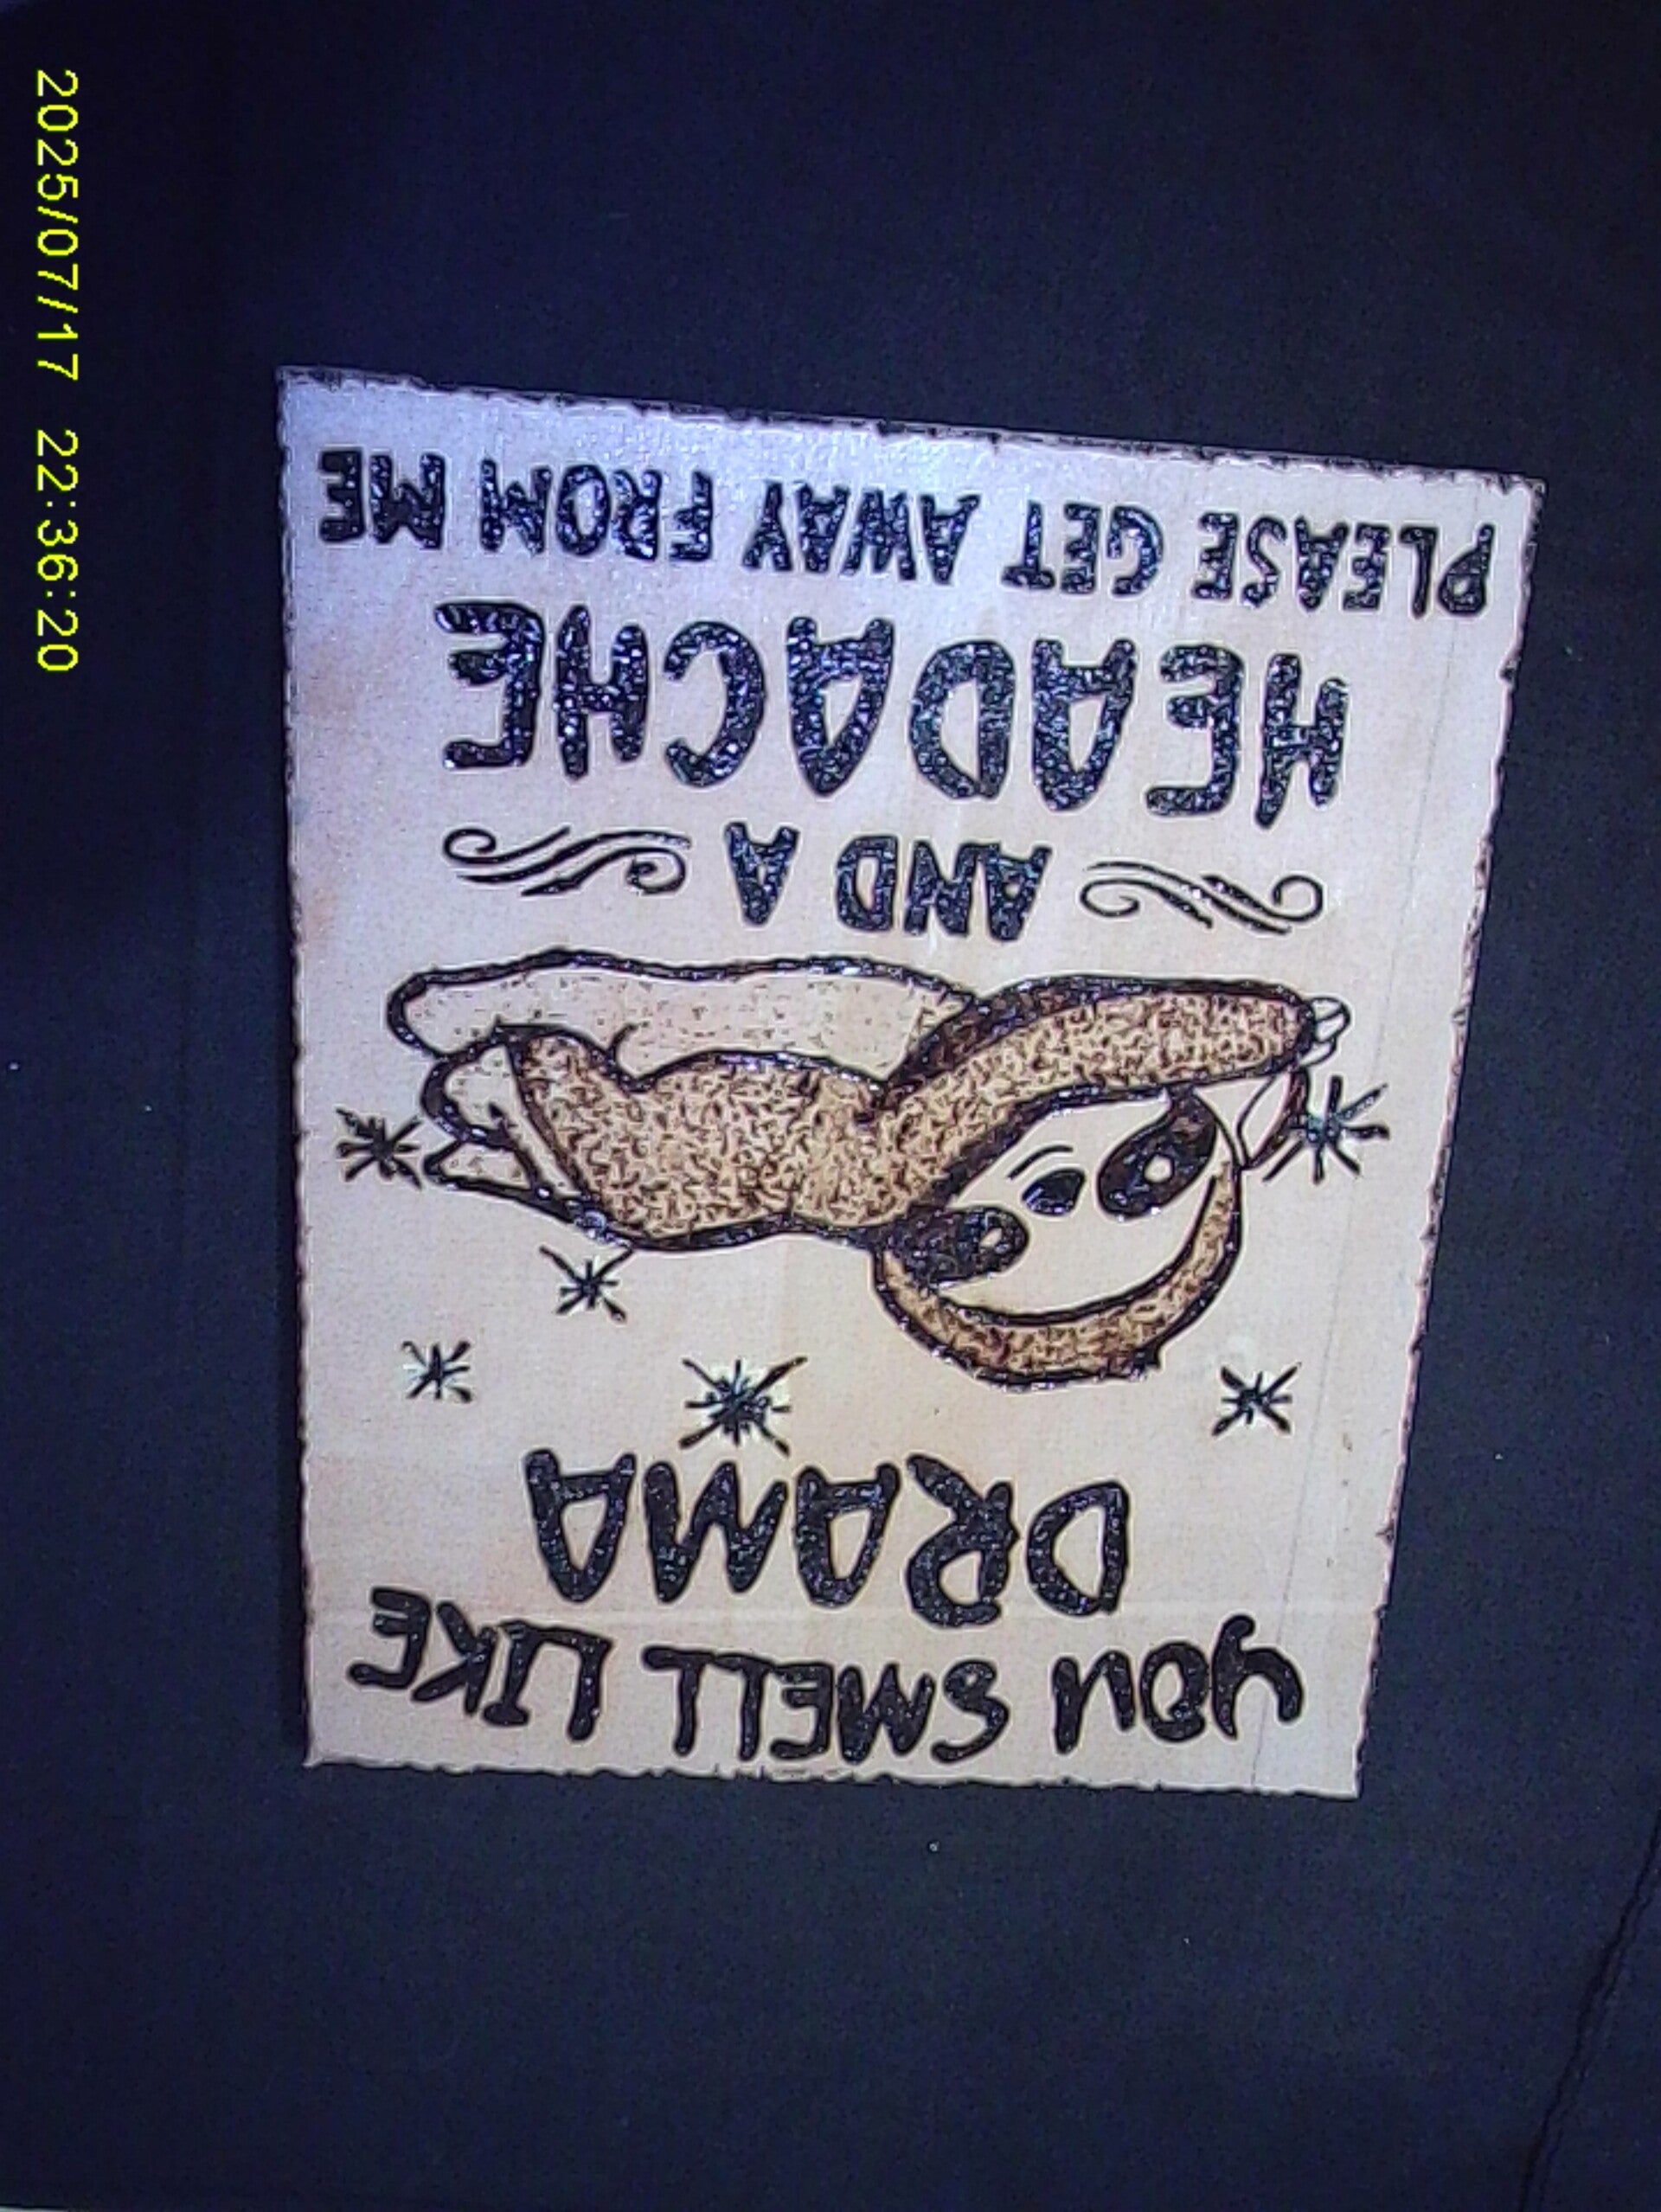 YOU SMELL LIKE
DRAMA
AND A
HEADACHE
PLEASE GET AWAY FROM ME
2025/07/17 22:36:20